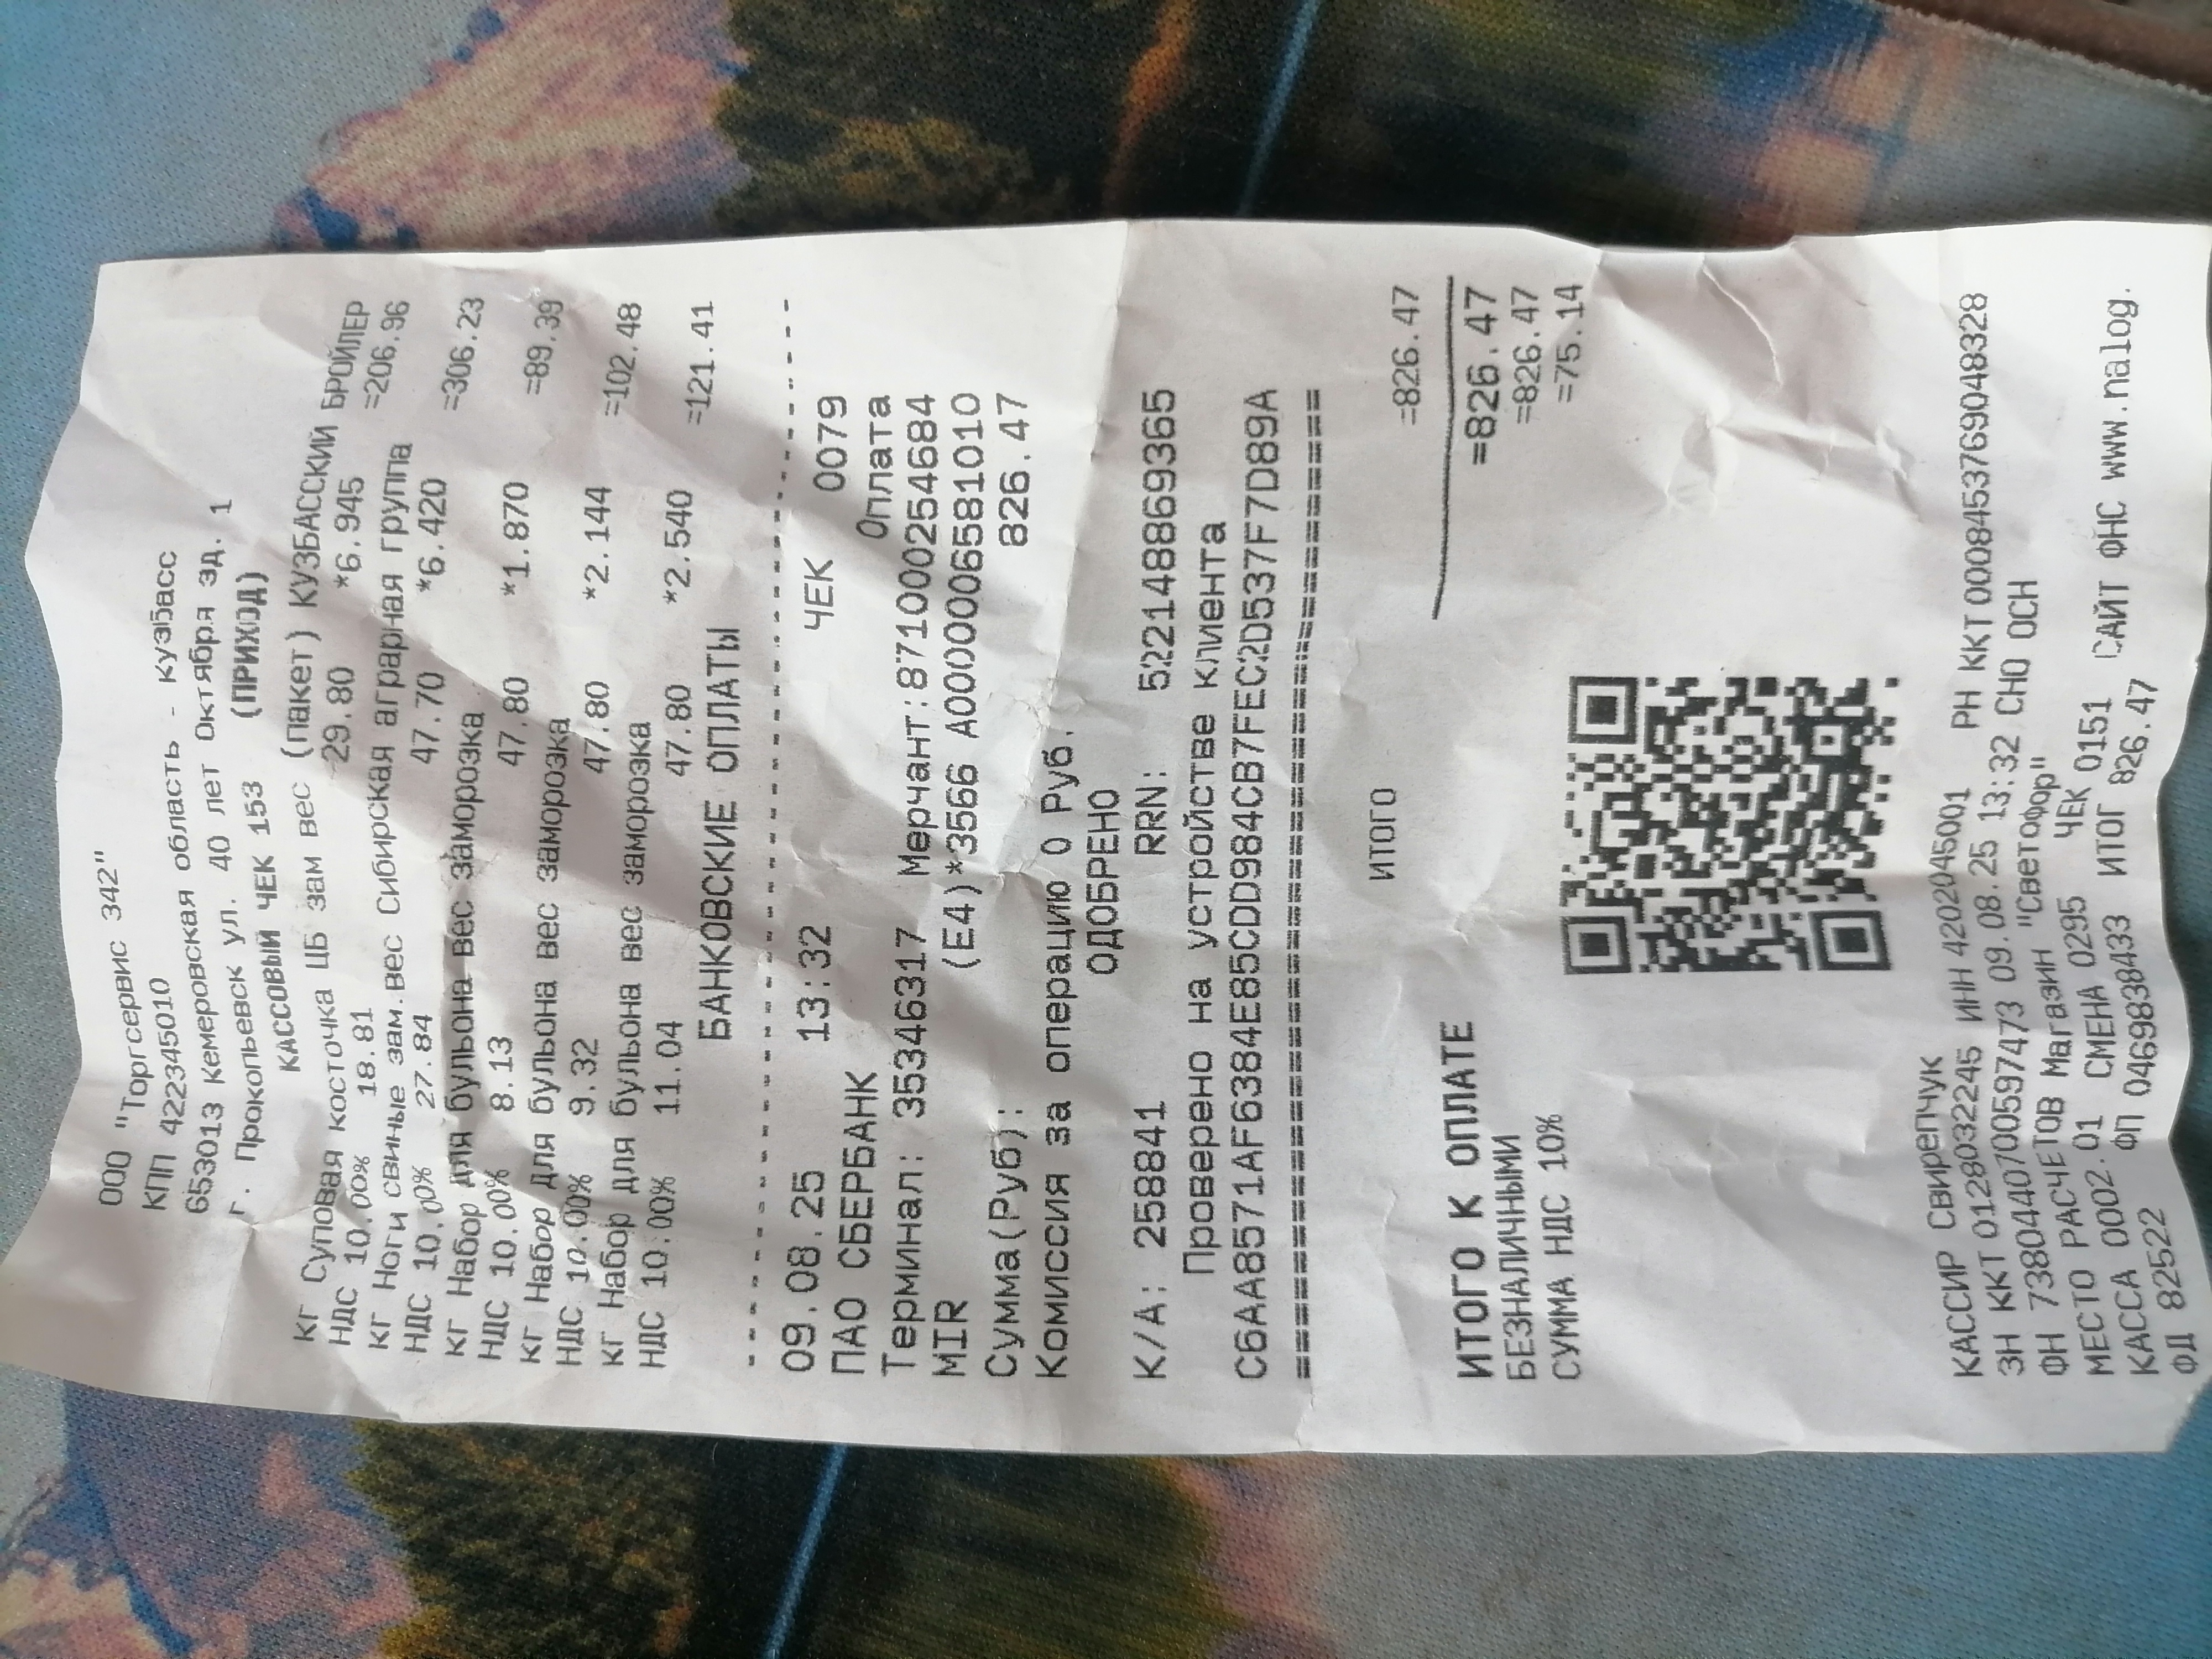 ООО "Торгсервис 342"
КПП 422345010
653013 Кемеровская область - Кузбасс
г. Прокопьевск ул. 40 лет Октября зд. 1
КАССОВЫЙ ЧЕК 153 (ПРИХОД)
кг Суповая косточка ЦБ зам вес (пакет) КУЗБАССКИЙ БРОЙЛЕР
29.80 *6.945 =206.96
НДС 10.00% 18.81
кг Ноги свиные зам.вес Сибирская аграрная группа
47.70 *6.420 =306.23
НДС 10.00% 27.84
кг Набор для бульона вес заморозка
47.80 *1.870 =89.39
НДС 10.00% 8.13
кг Набор для бульона вес заморозка
47.80 *2.144 =102.48
НДС 10.00% 9.32
кг Набор для бульона вес заморозка
47.80 *2.540 =121.41
НДС 10.00% 11.04
БАНКОВСКИЕ ОПЛАТЫ
09.08.25 13:32 ЧЕК 0079
ПАО СБЕРБАНК Оплата
Терминал: 35346317 Мерчант:871000254684
MIR (E4)*3566 A0000006581010
Сумма(Руб): 826.47
Комиссия за операцию 0 Руб.
ОДОБРЕНО
К/А: 258841 RRN: 522148869365
Проверено на устройстве клиента
C6AA8571AF6384E85CDD984CB7FEC2D537F7D89A
========================================
ИТОГО =826.47
ИТОГО К ОПЛАТЕ =826.47
БЕЗНАЛИЧНЫМИ =826.47
СУММА НДС 10% =75.14
КАССИР Свирепчук
ЗН ККТ 0128032245 ИНН 4202045001 РН ККТ 0008453769048328
ФН 7380440700597473 09.08.25 13:32 СНО ОСН
МЕСТО РАСЧЕТОВ Магазин "Светофор"
КАССА 0002.01 СМЕНА 0295 ЧЕК 0151 САЙТ ФНС www.nalog.
ФД 82522 ФП 0469838433 ИТОГ 826.47